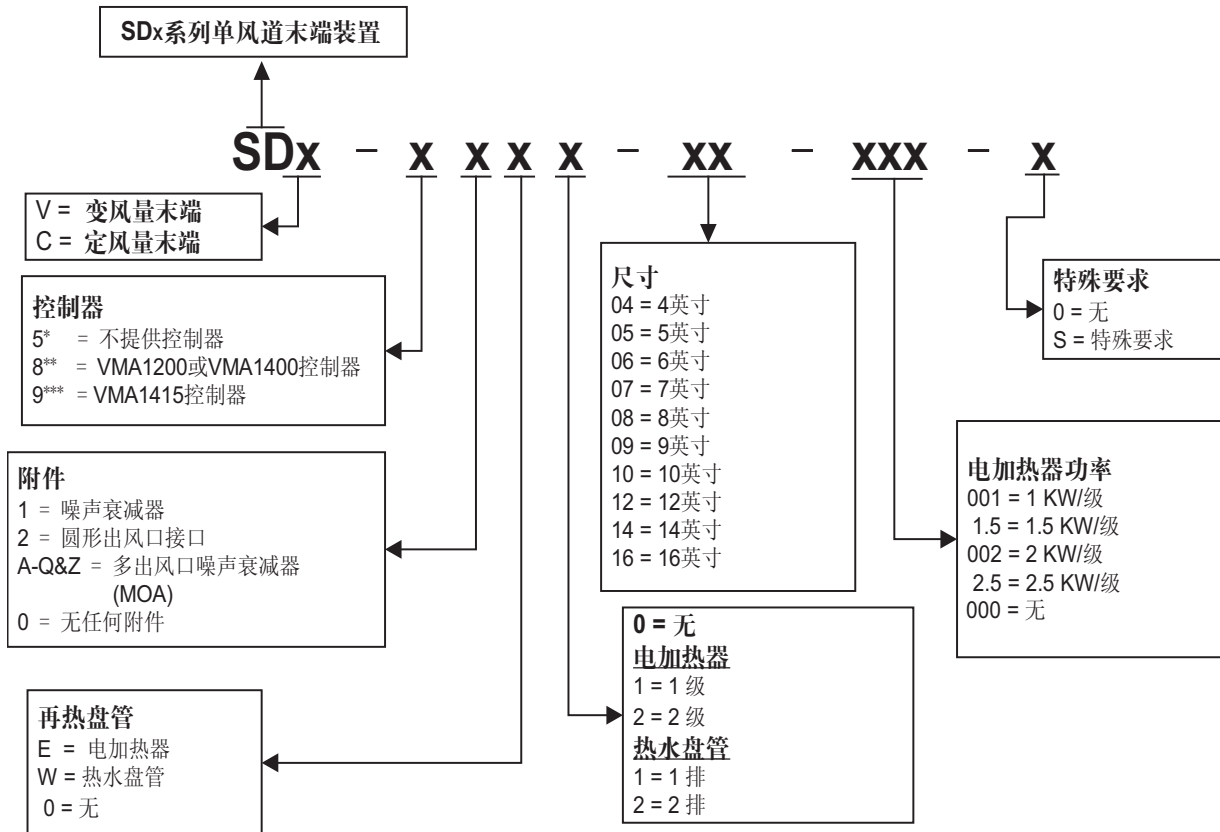 SDx系列单风道末端装置
SDx – x x x x – xx – xxx – x
V = 变风量末端
C = 定风量末端
控制器
5* = 不提供控制器
8** = VMA1200或VMA1400控制器
9*** = VMA1415控制器
附件
1 = 噪声衰减器
2 = 圆形出风口接口
A-Q&Z = 多出风口噪声衰减器
(MOA)
0 = 无任何附件
再热盘管
E = 电加热器
W = 热水盘管
0 = 无
0 = 无
电加热器
1 = 1 级
2 = 2 级
热水盘管
1 = 1 排
2 = 2 排
尺寸
04 = 4英寸
05 = 5英寸
06 = 6英寸
07 = 7英寸
08 = 8英寸
09 = 9英寸
10 = 10英寸
12 = 12英寸
14 = 14英寸
16 = 16英寸
电加热器功率
001 = 1 KW/级
1.5 = 1.5 KW/级
002 = 2 KW/级
2.5 = 2.5 KW/级
000 = 无
特殊要求
0 = 无
S = 特殊要求